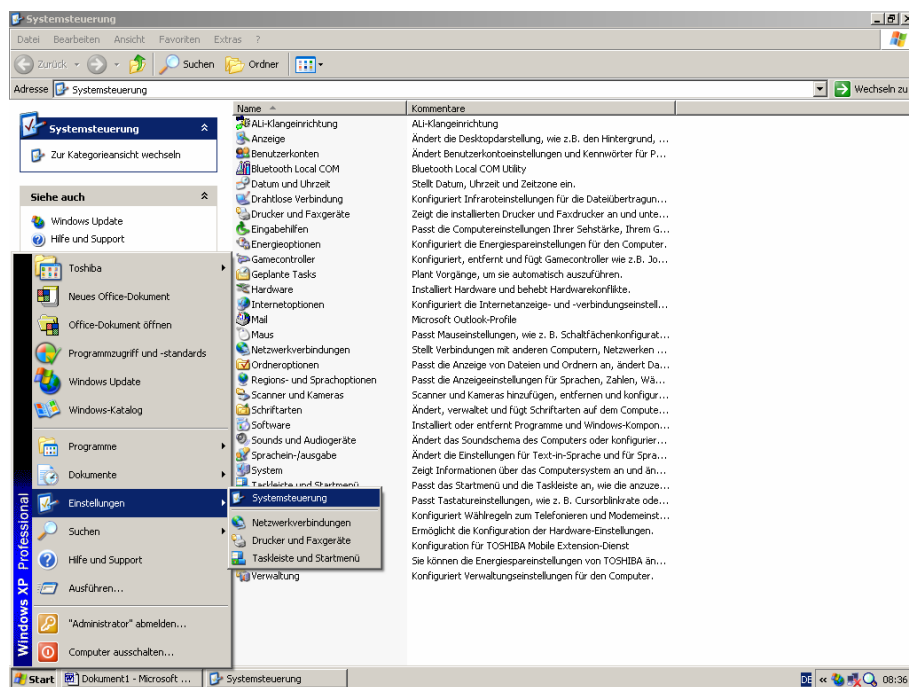 Systemsteuerung
Datei Bearbeiten Ansicht Favoriten Extras ?
Zurück Suchen Ordner
Adresse Systemsteuerung Wechseln zu
Systemsteuerung
Zur Kategorieansicht wechseln
Siehe auch
Windows Update
Hilfe und Support
Name Kommentare
ALi-Klangeinrichtung ALi-Klangeinrichtung
Anzeige Ändert die Desktopdarstellung, wie z.B. den Hintergrund, ...
Benutzerkonten Ändert Benutzerkontoeinstellungen und Kennwörter für P...
Bluetooth Local COM Bluetooth Local COM Utility
Datum und Uhrzeit Stellt Datum, Uhrzeit und Zeitzone ein.
Drahtlose Verbindung Konfiguriert Infraroteinstellungen für die Dateiübertragun...
Drucker und Faxgeräte Zeigt die installierten Drucker und Faxdrucker an und unte...
Eingabehilfen Passt die Computereinstellungen Ihrer Sehstärke, Ihrem G...
Energieoptionen Konfiguriert die Energiespareinstellungen für den Computer.
Gamecontroller Konfiguriert, entfernt und fügt Gamecontroller wie z.B. Jo...
Geplante Tasks Plant Vorgänge, um sie automatisch auszuführen.
Hardware Installiert Hardware und behebt Hardwarekonflikte.
Internetoptionen Konfiguriert die Internetanzeige- und -verbindungseinstell...
Mail Microsoft Outlook-Profile
Maus Passt Mauseinstellungen, wie z. B. Schaltfächenkonfigurat...
Netzwerkverbindungen Stellt Verbindungen mit anderen Computern, Netzwerken ...
Ordneroptionen Passt die Anzeige von Dateien und Ordnern an, ändert Da...
Regions- und Sprachoptionen Passt die Anzeigeeinstellungen für Sprachen, Zahlen, Wä...
Scanner und Kameras Scanner und Kameras hinzufügen, entfernen und konfigur...
Schriftarten Ändert, verwaltet und fügt Schriftarten auf dem Compute...
Software Installiert oder entfernt Programme und Windows-Kompon...
Sounds und Audiogeräte Ändert das Soundschema des Computers oder konfigurier...
Sprachein-/ausgabe Ändert die Einstellungen für Text-in-Sprache und für Spra...
System Zeigt Informationen über das Computersystem an und än...
Taskleiste und Startmenü Passt das Startmenü und die Taskleiste an, wie die anzuze...
Passt Tastatureinstellungen, wie z. B. Cursorblinkrate ode...
Konfiguriert Wählregeln zum Telefonieren und Modemeinst...
Ermöglicht die Konfiguration der Hardware-Einstellungen.
Konfiguration für TOSHIBA Mobile Extension-Dienst
Sie können die Energiespareinstellungen von TOSHIBA än...
Verwaltung Konfiguriert Verwaltungseinstellungen für den Computer.
Toshiba
Neues Office-Dokument
Office-Dokument öffnen
Programmzugriff und -standards
Windows Update
Windows-Katalog
Programme
Dokumente
Einstellungen
Suchen
Hilfe und Support
Ausführen...
"Administrator" abmelden...
Computer ausschalten...
Windows XP Professional
Systemsteuerung
Netzwerkverbindungen
Drucker und Faxgeräte
Taskleiste und Startmenü
Start Dokument1 - Microsoft ... Systemsteuerung DE « 08:36